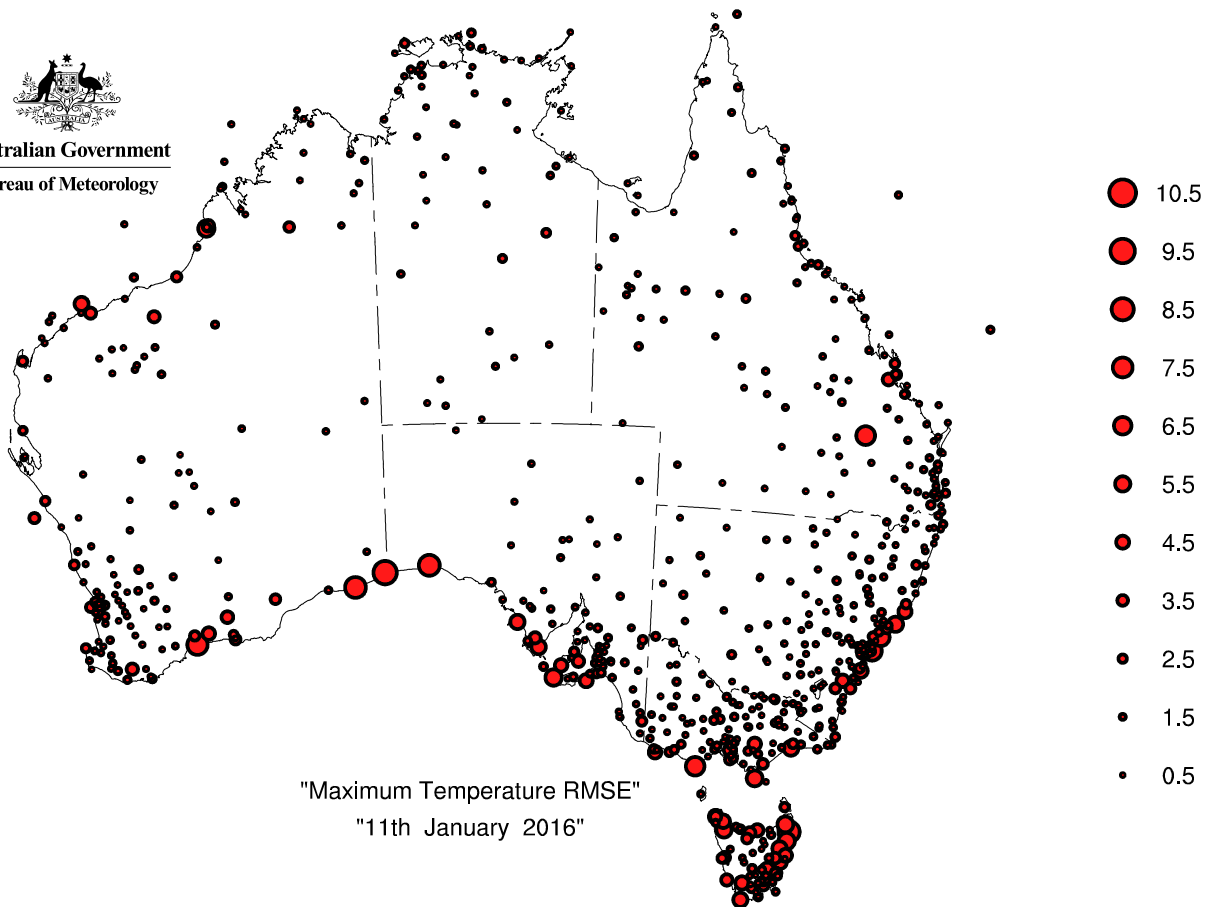 AUSTRALIA
tralian Government
reau of Meteorology
10.5
9.5
8.5
7.5
6.5
5.5
4.5
3.5
2.5
1.5
0.5
"Maximum Temperature RMSE"
"11th January 2016"